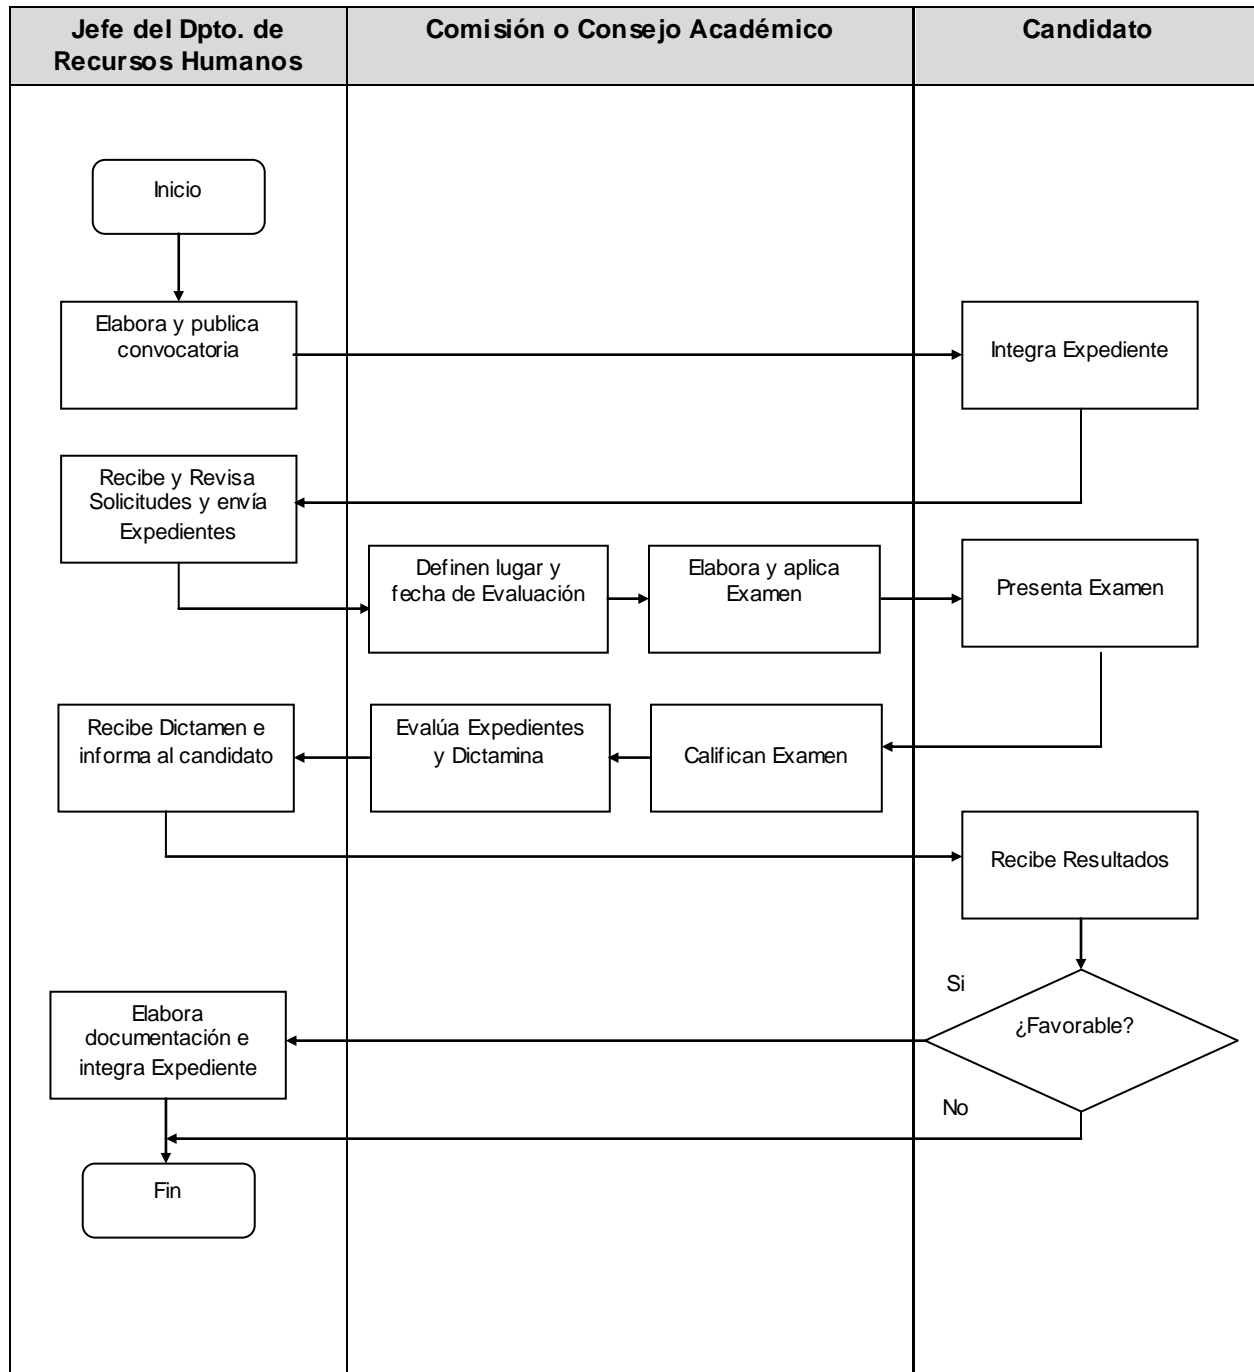 Jefe del Dpto. de
Recursos Humanos
Comisión o Consejo Académico
Candidato
Inicio
Elabora y publica
convocatoria
Integra Expediente
Recibe y Revisa
Solicitudes y envía
Expedientes
Definen lugar y
fecha de Evaluación
Elabora y aplica
Examen
Presenta Examen
Recibe Dictamen e
informa al candidato
Evalúa Expedientes
y Dictamina
Califican Examen
Recibe Resultados
Si
¿Favorable?
Elabora
documentación e
integra Expediente
No
Fin